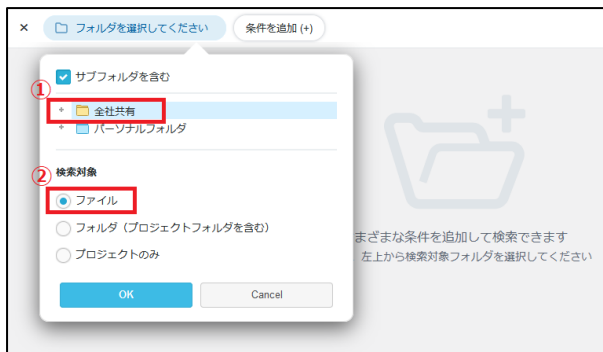 × フォルダを選択してください 条件を追加 (+)
サブフォルダを含む
①
+ 全社共有
+ パーソナルフォルダ
② 検索対象
ファイル
フォルダ（プロジェクトフォルダを含む）
プロジェクトのみ
OK Cancel
まざまな条件を追加して検索できます
左上から検索対象フォルダを選択してください